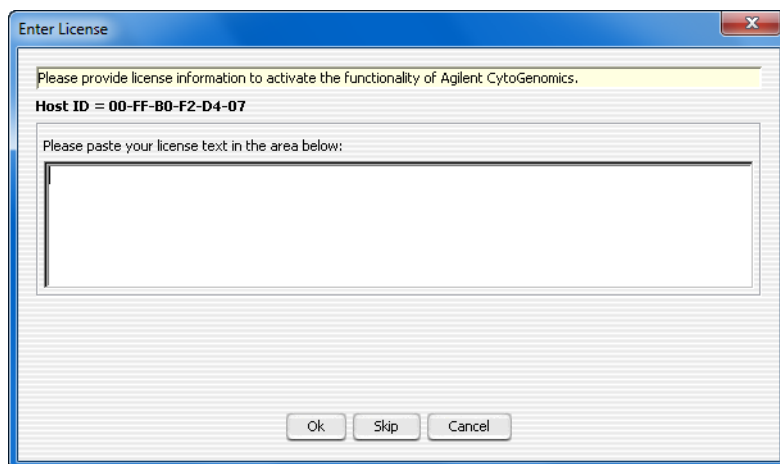 Enter License
Please provide license information to activate the functionality of Agilent CytoGenomics.
Host ID = 00-FF-B0-F2-D4-07
Please paste your license text in the area below:
Ok Skip Cancel